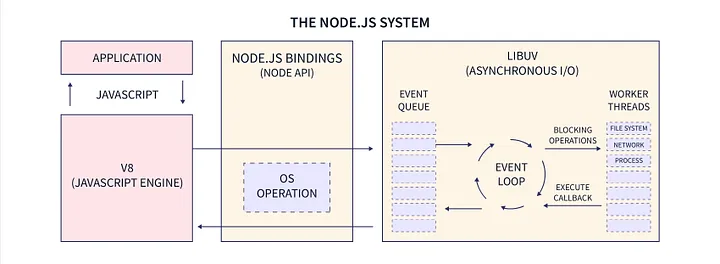 THE NODE.JS SYSTEM
APPLICATION
JAVASCRIPT
V8
(JAVASCRIPT ENGINE)
NODE.JS BINDINGS
(NODE API)
OS
OPERATION
LIBUV
(ASYNCHRONOUS I/O)
EVENT
QUEUE
EVENT
LOOP
BLOCKING
OPERATIONS
EXECUTE
CALLBACK
WORKER
THREADS
FILE SYSTEM
NETWORK
PROCESS